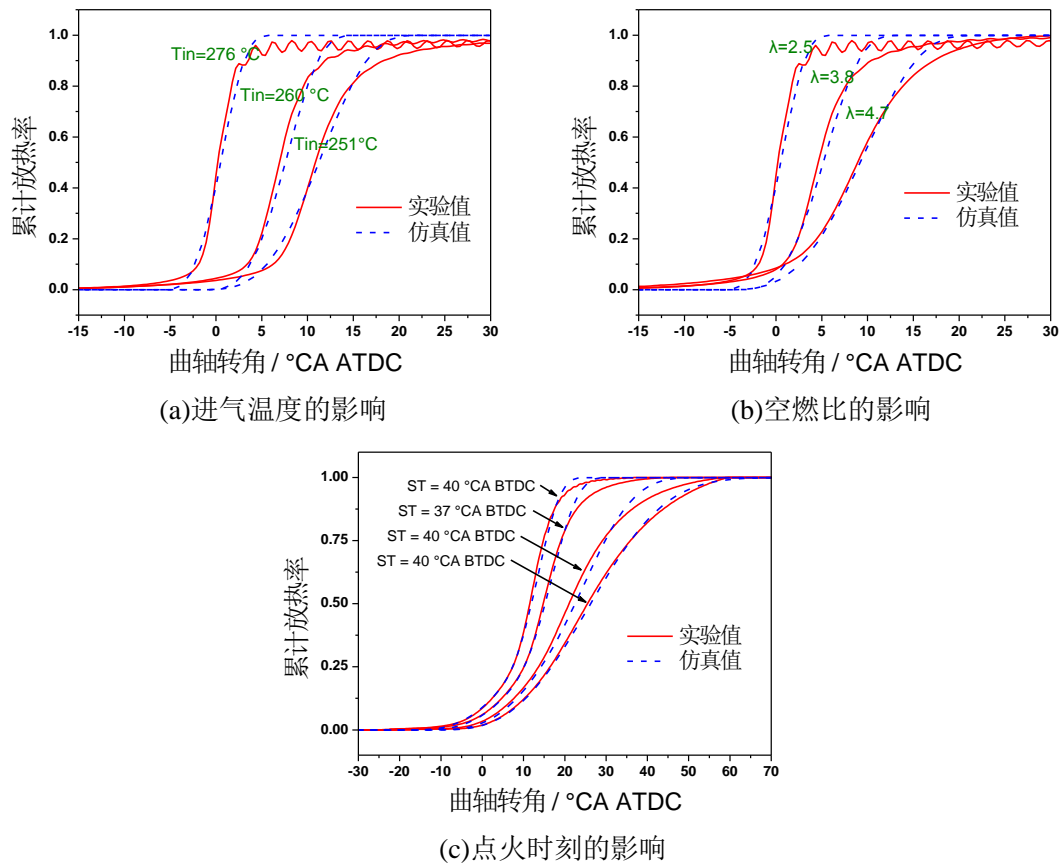 1.0
0.8
0.6
0.4
0.2
0.0
累计放热率
Tin=276 °C
Tin=260 °C
Tin=251°C
实验值
仿真值
-15 -10 -5 0 5 10 15 20 25 30
曲轴转角 / °CA ATDC
(a)进气温度的影响
1.0
0.8
0.6
0.4
0.2
0.0
累计放热率
λ=2.5
λ=3.8
λ=4.7
实验值
仿真值
-15 -10 -5 0 5 10 15 20 25 30
曲轴转角 / °CA ATDC
(b)空燃比的影响
1.00
0.75
0.50
0.25
0.00
累计放热率
ST = 40 °CA BTDC
ST = 37 °CA BTDC
ST = 40 °CA BTDC
ST = 40 °CA BTDC
实验值
仿真值
-30 -20 -10 0 10 20 30 40 50 60 70
曲轴转角 / °CA ATDC
(c)点火时刻的影响